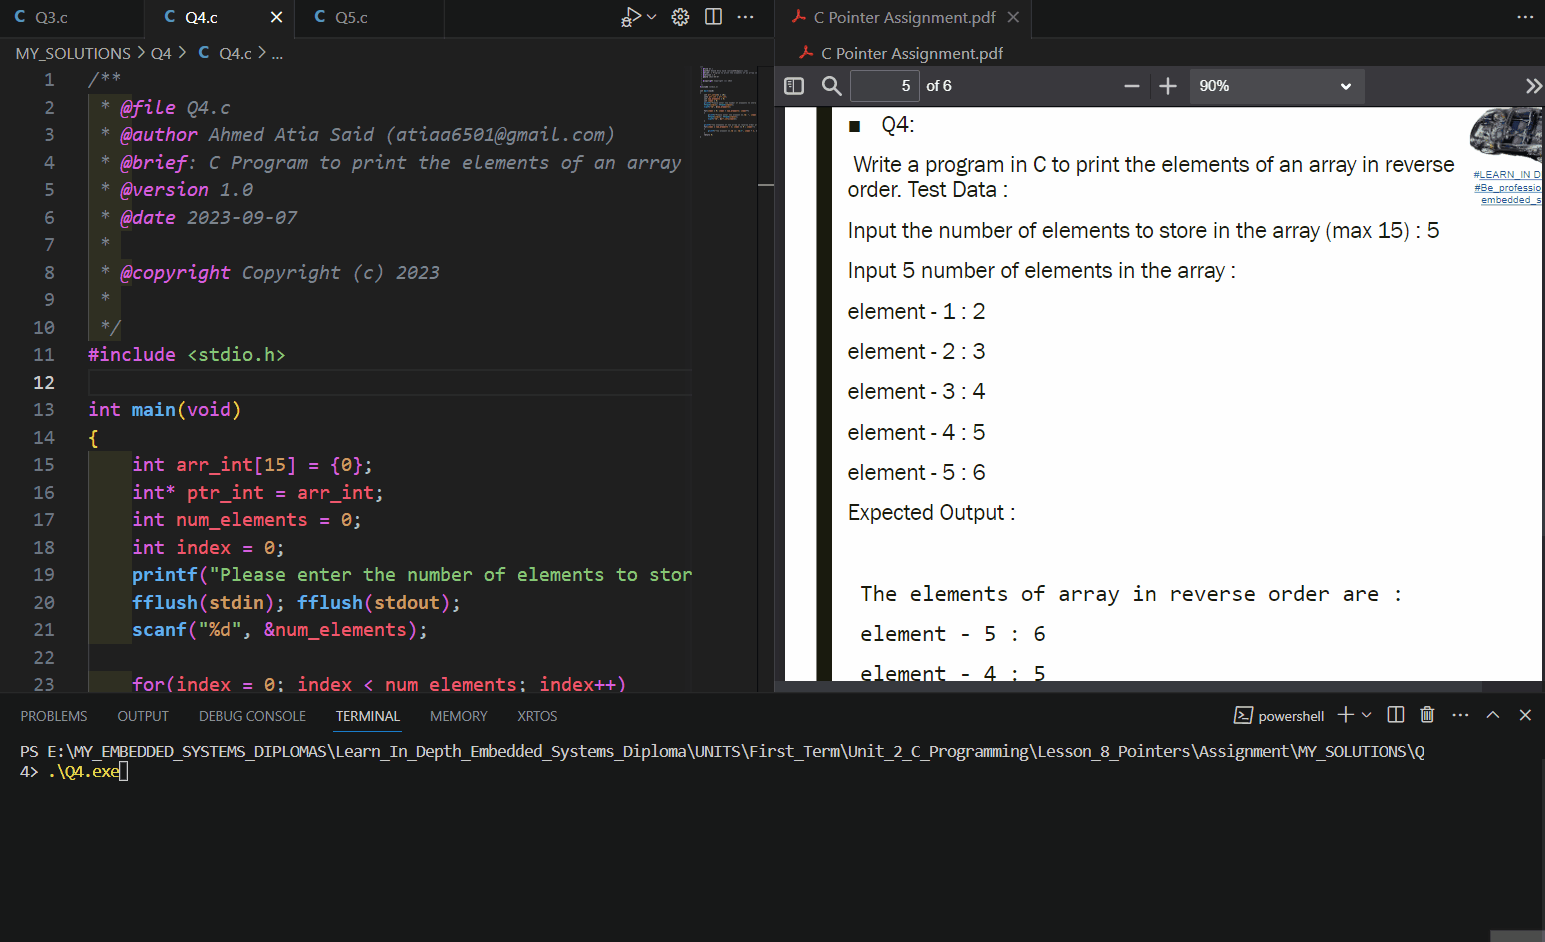 Q3.c
Q4.c
Q5.c
MY_SOLUTIONS > Q4 > C Q4.c > ...
1 /**
2 * @file Q4.c
3 * @author Ahmed Atia Said (atiaa6501@gmail.com)
4 * @brief: C Program to print the elements of an array
5 * @version 1.0
6 * @date 2023-09-07
7 *
8 * @copyright Copyright (c) 2023
9 *
10 */
11 #include <stdio.h>
12
13 int main(void)
14 {
15 int arr_int[15] = {0};
16 int* ptr_int = arr_int;
17 int num_elements = 0;
18 int index = 0;
19 printf("Please enter the number of elements to stor
20 fflush(stdin); fflush(stdout);
21 scanf("%d", &num_elements);
22
23 for(index = 0; index < num_elements; index++)
C Pointer Assignment.pdf
C Pointer Assignment.pdf
5 of 6
90%
■ Q4:
Write a program in C to print the elements of an array in reverse
order. Test Data :
Input the number of elements to store in the array (max 15) : 5
Input 5 number of elements in the array :
element - 1 : 2
element - 2 : 3
element - 3 : 4
element - 4 : 5
element - 5 : 6
Expected Output :
The elements of array in reverse order are :
element - 5 : 6
element - 4 : 5
#LEARN_IN D
#Be_professio
embedded_s
PROBLEMS OUTPUT DEBUG CONSOLE TERMINAL MEMORY XRTOS
powershell
PS E:\MY_EMBEDDED_SYSTEMS_DIPLOMAS\Learn_In_Depth_Embedded_Systems_Diploma\UNITS\First_Term\Unit_2_C_Programming\Lesson_8_Pointers\Assignment\MY_SOLUTIONS\Q
4> .\Q4.exe